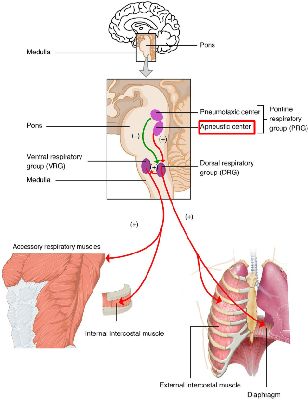 Medulla
Pons
Pneumotaxic center
Apneustic center
Pontine
respiratory
group (PRG)
Pons
(-)
(-)
Ventral respiratory
group (VRG)
Medulla
Dorsal respiratory
group (DRG)
(+)
(+)
Accessory respiratory muscles
Internal intercostal muscle
External intercostal muscle
Diaphragm